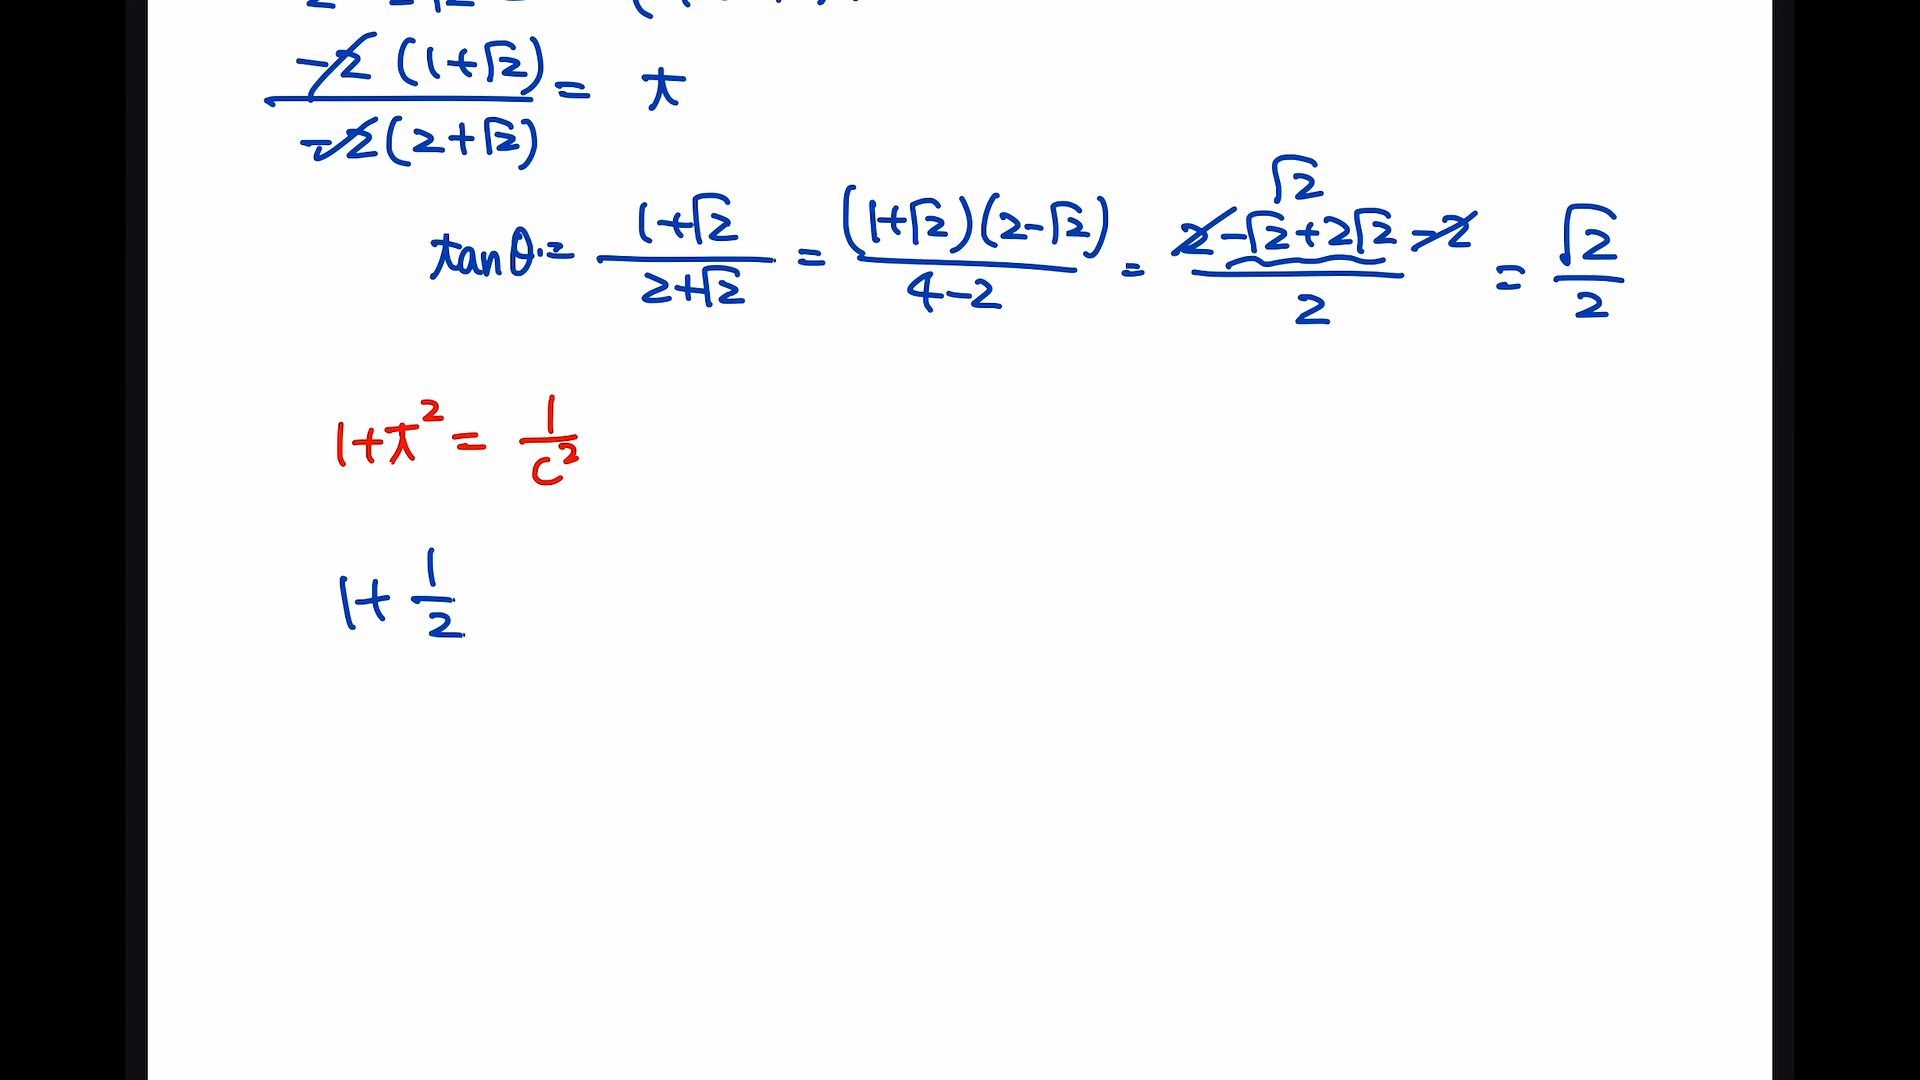 -2 (1+√2) / -2(2+√2) = t
√2
tanθ = 1+√2 / 2+√2 = (1+√2)(2-√2) / 4-2 = 2-√2+2√2-2 / 2 = √2 / 2
1+t² = 1 / c²
1+ 1 / 2